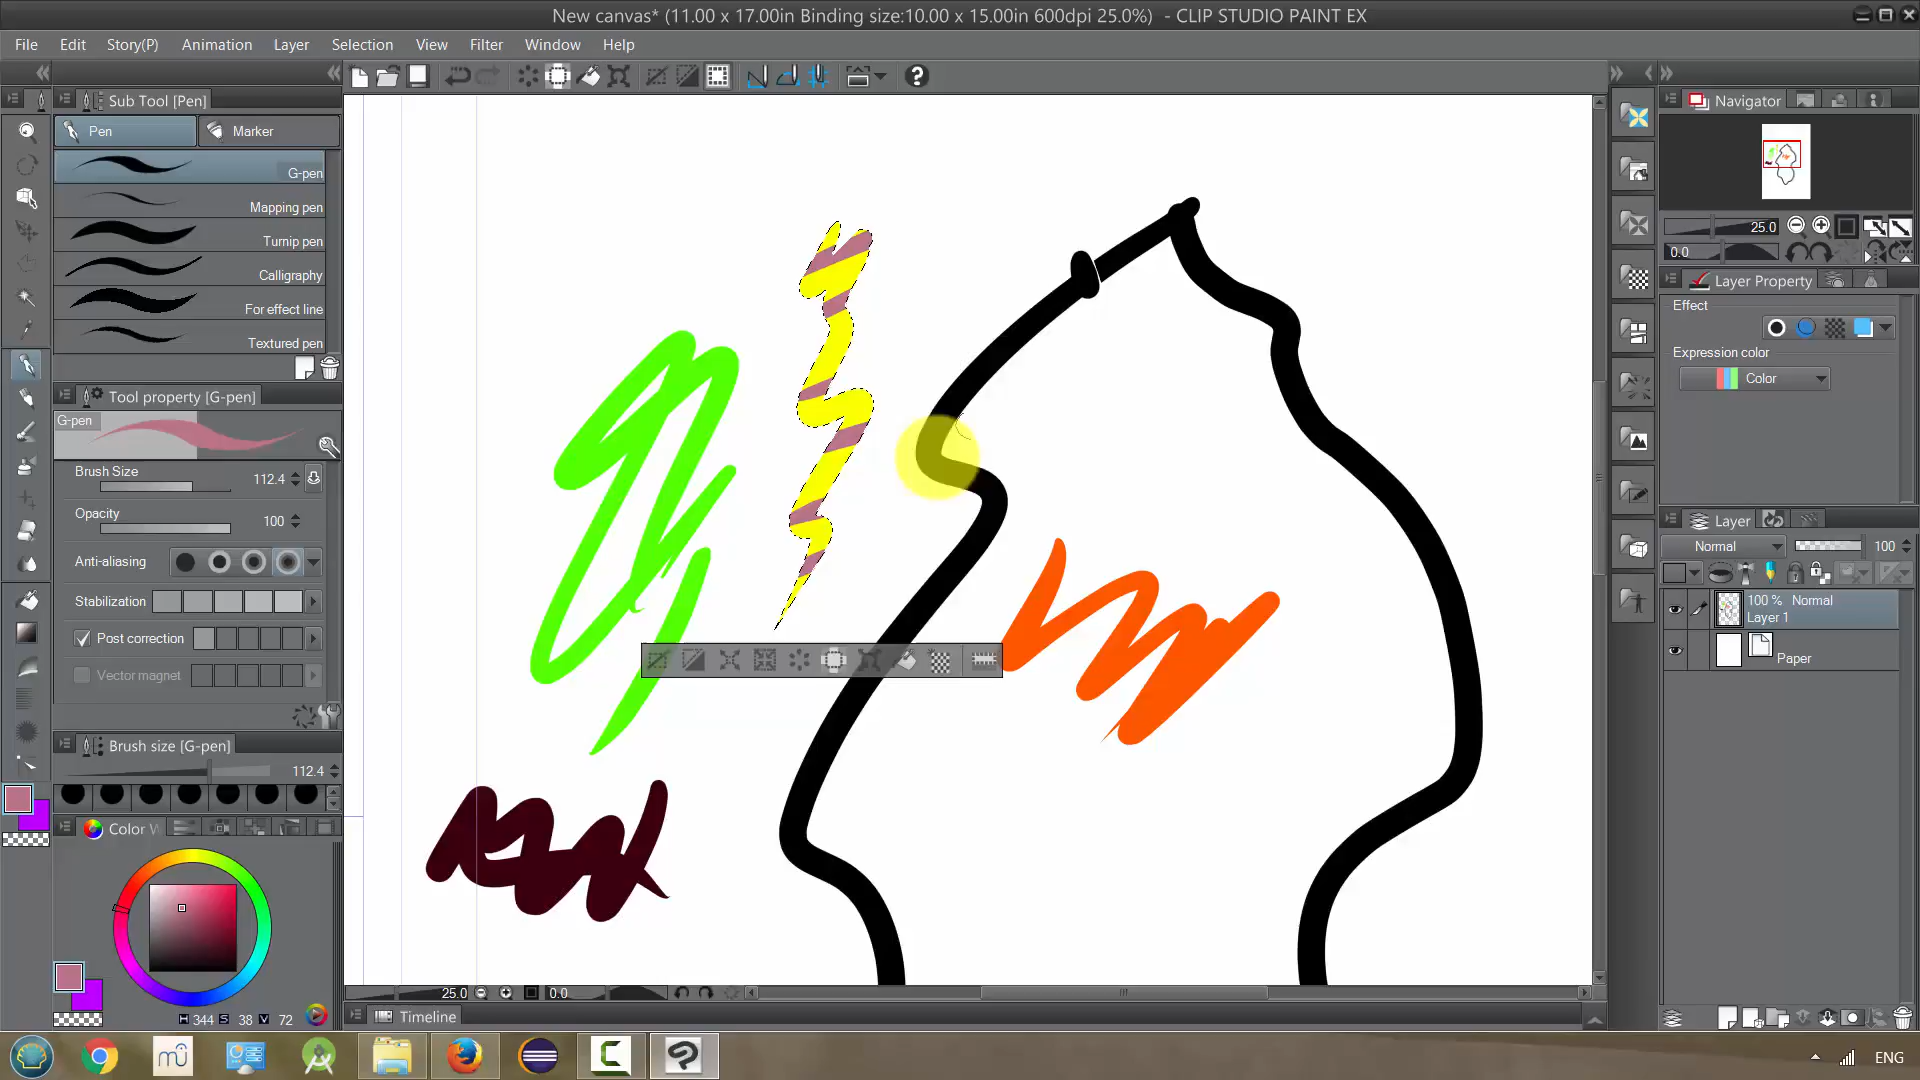 New canvas* (11.00 x 17.00in Binding size:10.00 x 15.00in 600dpi 25.0%) - CLIP STUDIO PAINT EX
File Edit Story(P) Animation Layer Selection View Filter Window Help
Sub Tool [Pen]
Pen Marker
G-pen
Mapping pen
Turnip pen
Calligraphy
For effect line
Textured pen
Tool property [G-pen]
G-pen
Brush Size 112.4
Opacity 100
Anti-aliasing
Stabilization
Post correction
Vector magnet
Brush size [G-pen]
112.4
Color W
H 344 S 38 V 72
25.0 0.0
Timeline
Navigator
25.0
0.0
Layer Property
Effect
Expression color
Color
Layer
Normal 100
100 % Normal
Layer 1
Paper
ENG